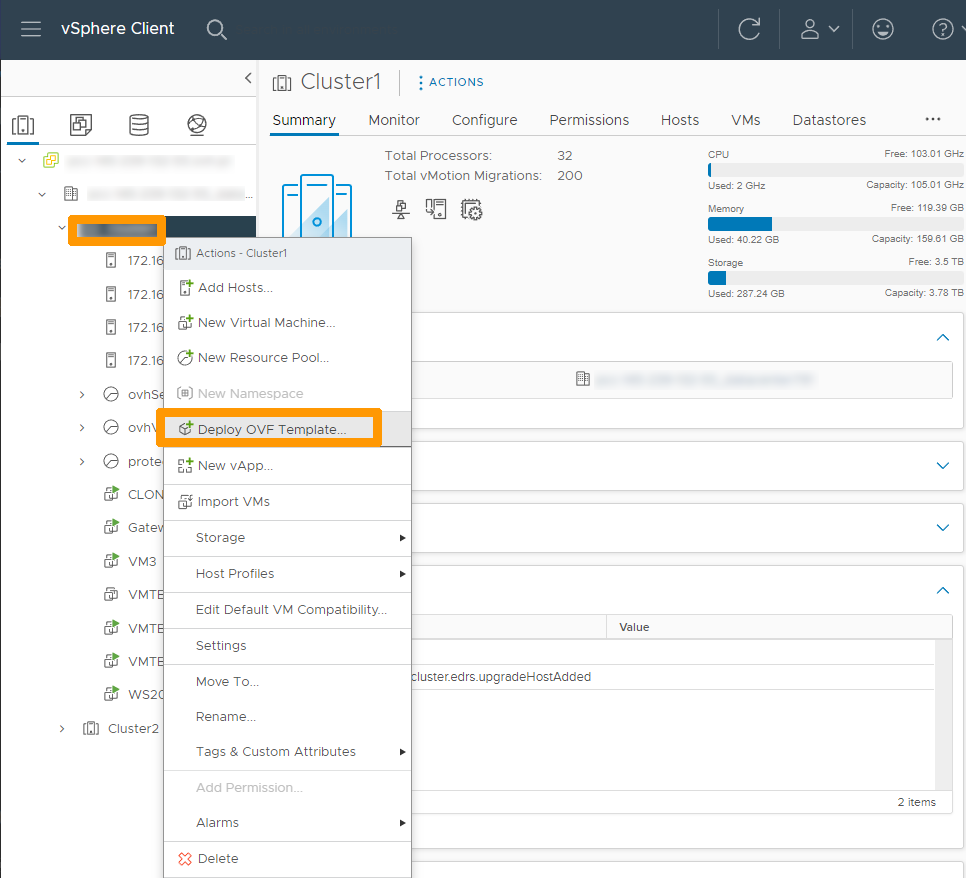 vSphere Client
Cluster1
ACTIONS
Summary
Monitor
Configure
Permissions
Hosts
VMs
Datastores
Total Processors: 32
Total vMotion Migrations: 200
CPU
Free: 103.01 GHz
Used: 2 GHz
Capacity: 105.01 GHz
Memory
Free: 119.39 GB
Used: 40.22 GB
Capacity: 159.61 GB
Storage
Free: 3.5 TB
Used: 287.24 GB
Capacity: 3.78 TB
172.16
172.16
172.16
172.16
ovhSe
ovhV
prote
CLON
Gatew
VM3
VMTE
VMTE
VMTE
WS20
Cluster2
Actions - Cluster1
Add Hosts...
New Virtual Machine...
New Resource Pool...
New Namespace
Deploy OVF Template...
New vApp...
Import VMs
Storage
Host Profiles
Edit Default VM Compatibility...
Settings
Move To...
Rename...
Tags & Custom Attributes
Add Permission...
Alarms
Delete
Value
cluster.edrs.upgradeHostAdded
2 items